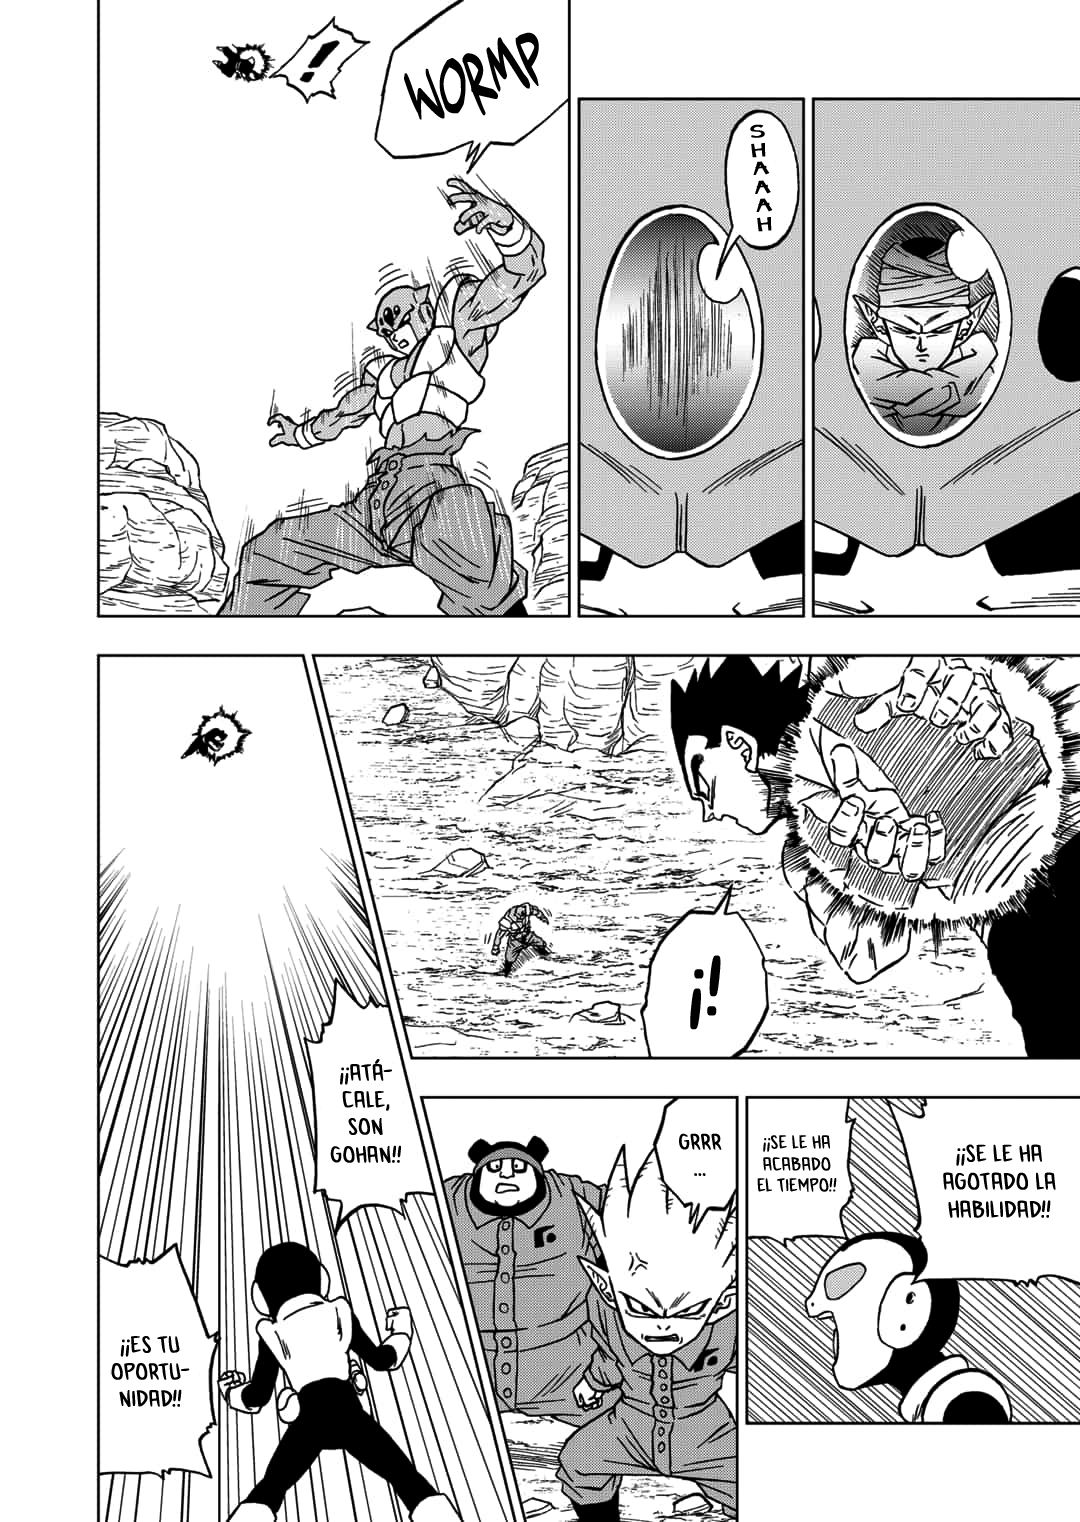 SHAAAH
WORMP
!
¡!
¡¡SE LE HA
AGOTADO LA
HABILIDAD!!
¡¡SE LE HA
ACABADO
EL TIEMPO!!
GRRR
...
¡¡ATÁ-
CALE,
SON
GOHAN!!
¡¡ES TU
OPORTU-
NIDAD!!